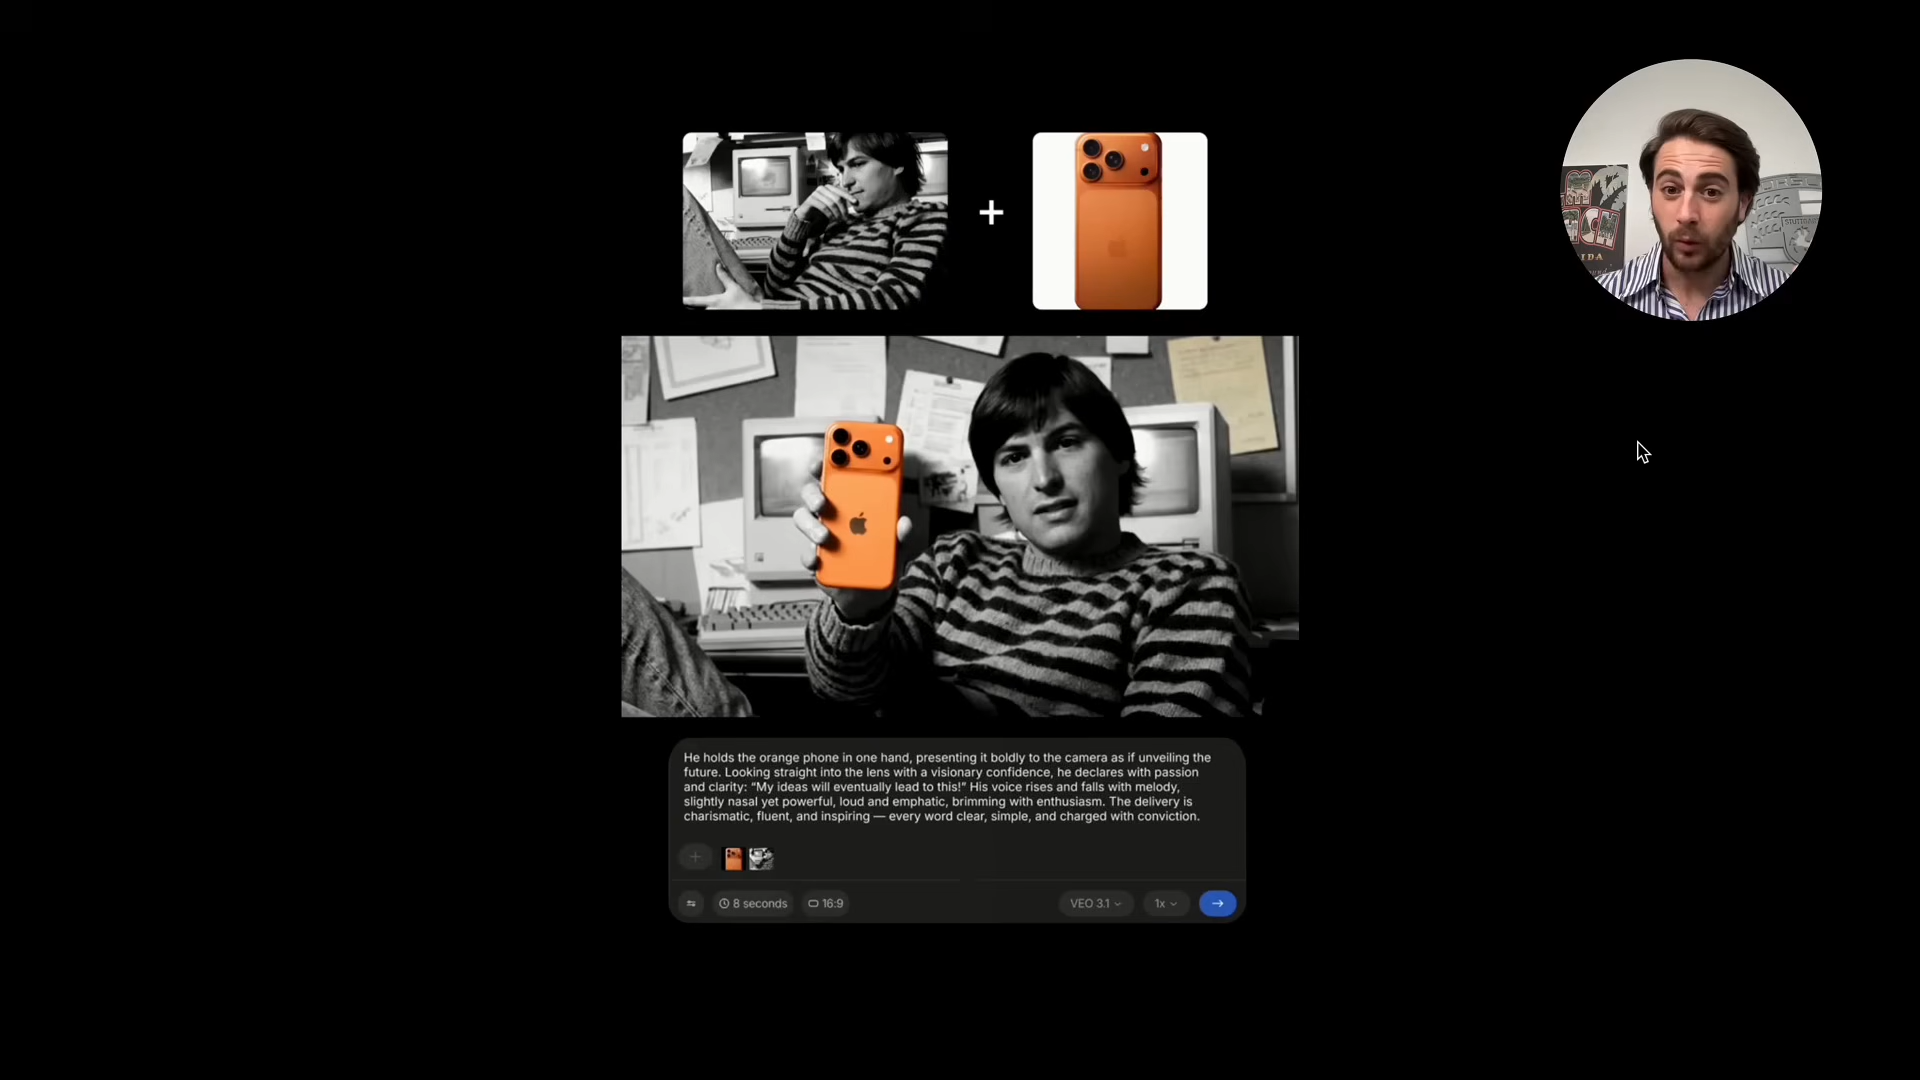 He holds the orange phone in one hand, presenting it boldly to the camera as if unveiling the
future. Looking straight into the lens with a visionary confidence, he declares with passion
and clarity: “My ideas will eventually lead to this!” His voice rises and falls with melody,
slightly nasal yet powerful, loud and emphatic, brimming with enthusiasm. The delivery is
charismatic, fluent, and inspiring — every word clear, simple, and charged with conviction.
8 seconds
16:9
VEO 3.1
1x